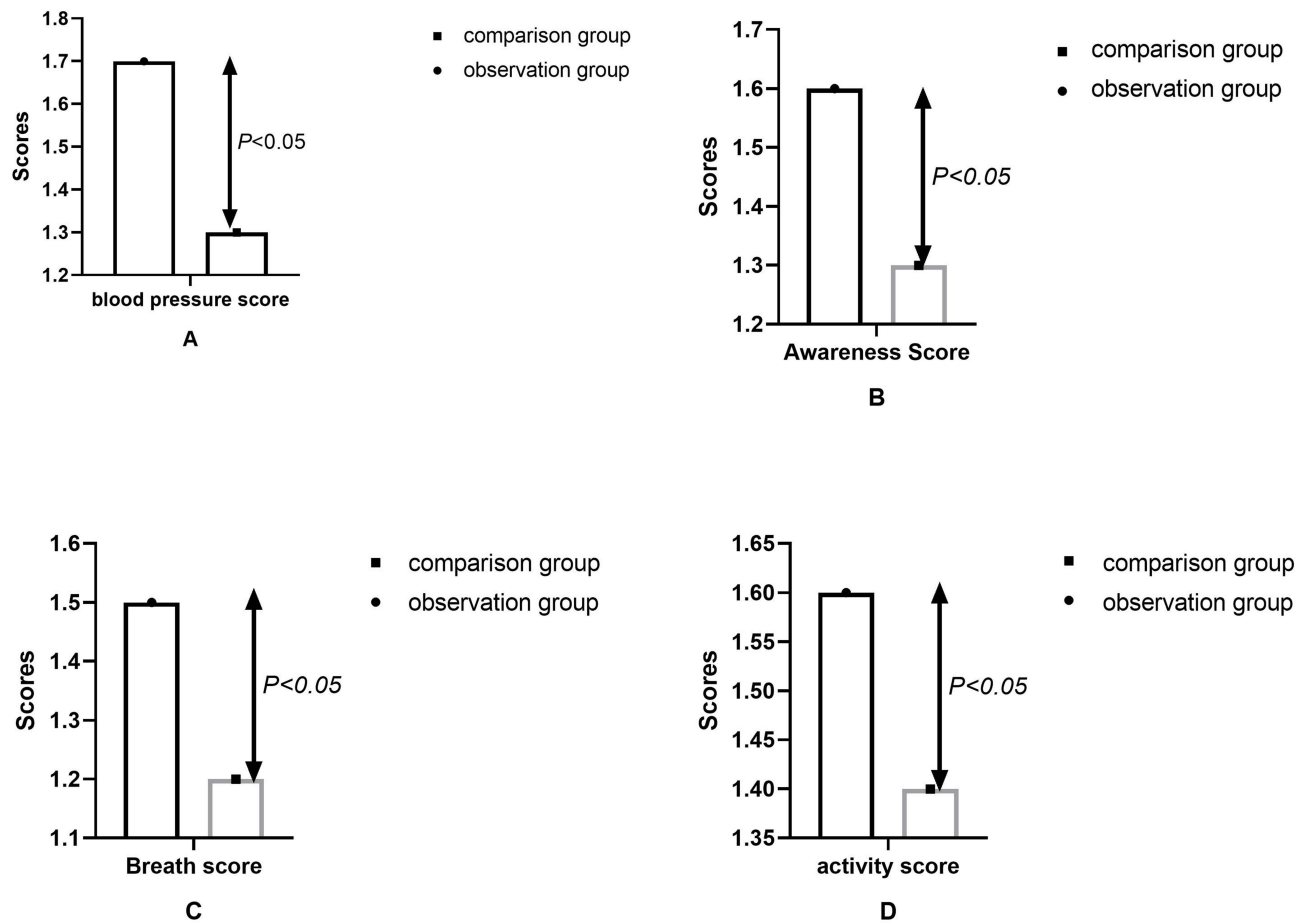 1.8
1.7
1.6
1.5
1.4
1.3
1.2
Scores
P<0.05
blood pressure score
A
comparison group
observation group
1.7
1.6
1.5
1.4
1.3
1.2
Scores
P<0.05
Awareness Score
B
comparison group
observation group
1.6
1.5
1.4
1.3
1.2
1.1
Scores
P<0.05
Breath score
C
comparison group
observation group
1.65
1.60
1.55
1.50
1.45
1.40
1.35
Scores
P<0.05
activity score
D
comparison group
observation group